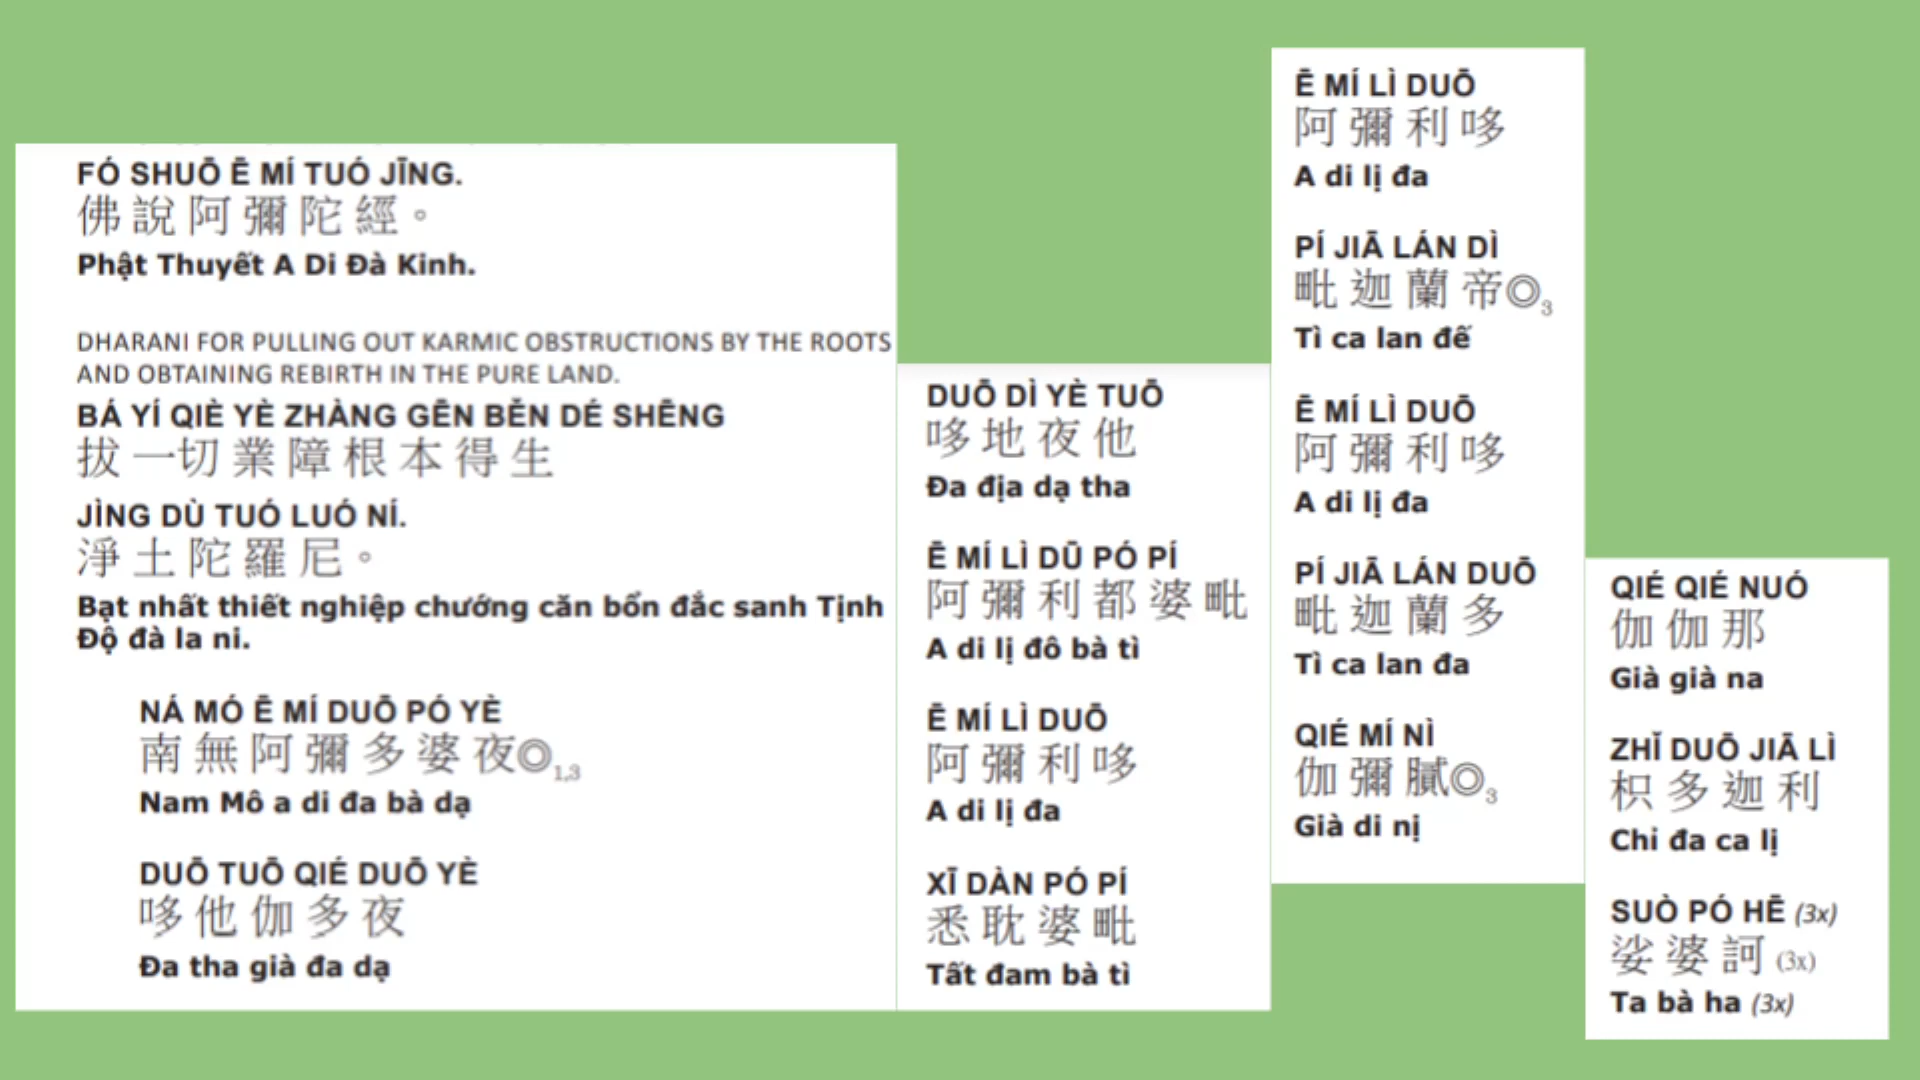 FÓ SHUŌ Ē MÍ TUÓ JĪNG.
佛說阿彌陀經。
Phật Thuyết A Di Đà Kinh.
DHARANI FOR PULLING OUT KARMIC OBSTRUCTIONS BY THE ROOTS
AND OBTAINING REBIRTH IN THE PURE LAND.
BÁ YÍ QIÈ YÈ ZHÀNG GĒN BĚN DÉ SHĒNG
拔一切業障根本得生
JÌNG DÙ TUÓ LUÓ NÍ.
淨土陀羅尼。
Bạt nhất thiết nghiệp chướng căn bổn đắc sanh Tịnh
Độ đà la ni.
NÁ MÓ Ē MÍ DUŌ PÓ YÈ
南無阿彌多婆夜◎1,3
Nam Mô a di đa bà dạ
DUŌ TUŌ QIÉ DUŌ YÈ
哆他伽多夜
Đa tha già đa dạ
DUŌ DÌ YÈ TUŌ
哆地夜他
Đa địa dạ tha
Ē MÍ LÌ DŪ PÓ PÍ
阿彌利都婆毗
A di lị đô bà tì
Ē MÍ LÌ DUŌ
阿彌利哆
A di lị đa
XĪ DÀN PÓ PÍ
悉耽婆毗
Tất đam bà tì
Ē MÍ LÌ DUŌ
阿彌利哆
A di lị đa
PÍ JIĀ LÁN DÌ
毗迦蘭帝◎3
Tì ca lan đế
Ē MÍ LÌ DUŌ
阿彌利哆
A di lị đa
PÍ JIĀ LÁN DUŌ
毗迦蘭多
Tì ca lan đa
QIÉ MÍ NÌ
伽彌膩◎3
Già di nị
QIÉ QIÉ NUÓ
伽伽那
Già già na
ZHǏ DUŌ JIĀ LÌ
枳多迦利
Chỉ đa ca lị
SUÒ PÓ HĒ (3x)
娑婆訶 (3x)
Ta bà ha (3x)